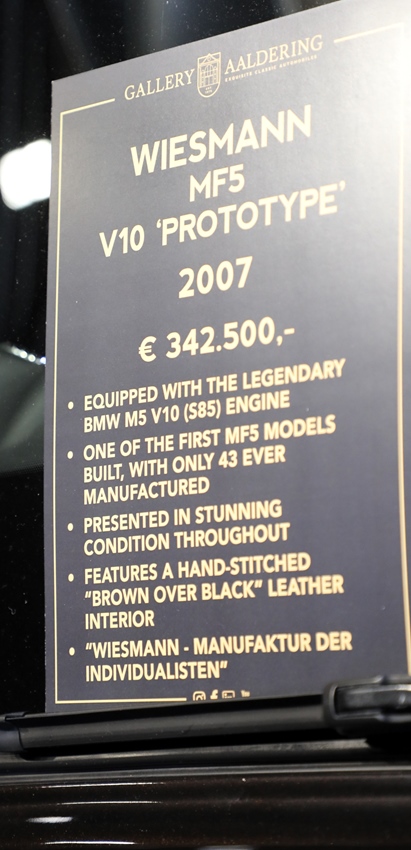 GALLERY AALDERING
EXQUISITE CLASSIC AUTOMOBILES
WIESMANN
MF5
V10 ‘PROTOTYPE’
2007
€ 342.500,-
• EQUIPPED WITH THE LEGENDARY
BMW M5 V10 (S85) ENGINE
• ONE OF THE FIRST MF5 MODELS
BUILT, WITH ONLY 43 EVER
MANUFACTURED
• PRESENTED IN STUNNING
CONDITION THROUGHOUT
• FEATURES A HAND-STITCHED
“BROWN OVER BLACK” LEATHER
INTERIOR
• “WIESMANN - MANUFAKTUR DER
INDIVIDUALISTEN”